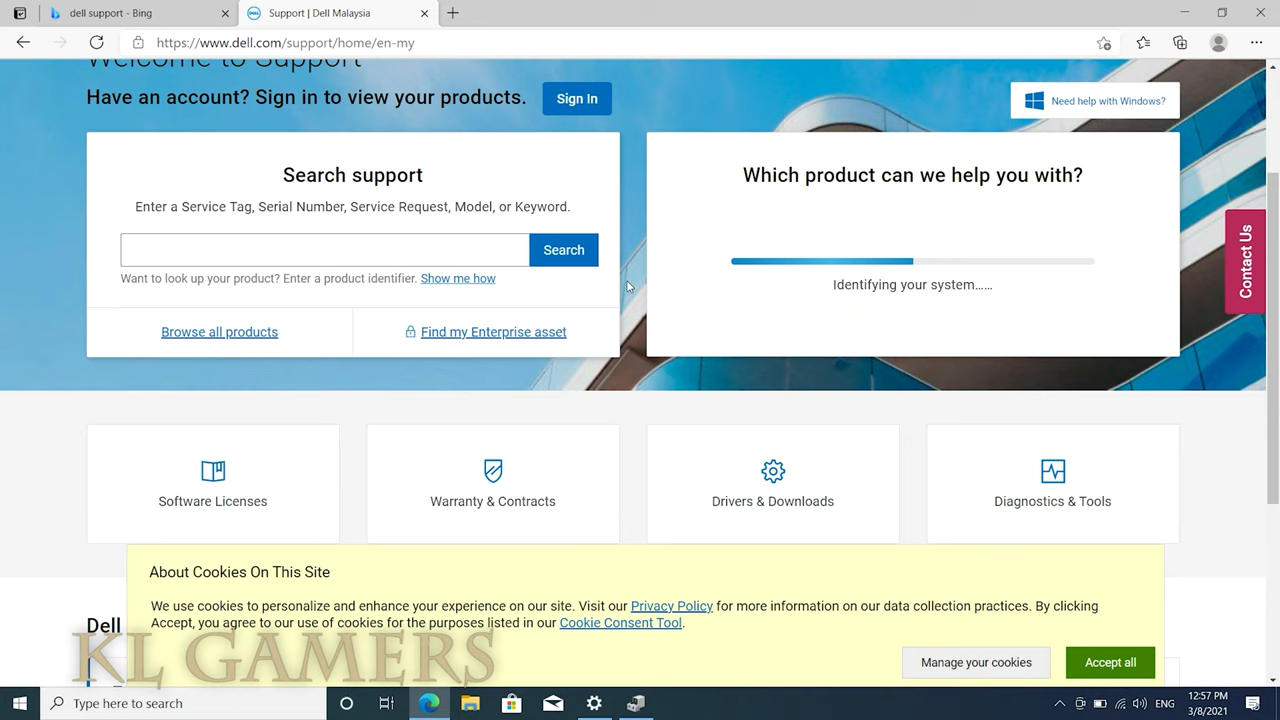 dell support - Bing
Support | Dell Malaysia
https://www.dell.com/support/home/en-my
Welcome to Support
Have an account? Sign in to view your products.
Sign In
Need help with Windows?
Search support
Enter a Service Tag, Serial Number, Service Request, Model, or Keyword.
Search
Want to look up your product? Enter a product identifier. Show me how
Browse all products
Find my Enterprise asset
Which product can we help you with?
Identifying your system......
Contact Us
Software Licenses
Warranty & Contracts
Drivers & Downloads
Diagnostics & Tools
About Cookies On This Site
We use cookies to personalize and enhance your experience on our site. Visit our Privacy Policy for more information on our data collection practices. By clicking
Accept, you agree to our use of cookies for the purposes listed in our Cookie Consent Tool.
Manage your cookies
Accept all
Dell
KL GAMERS
Type here to search
ENG
12:57 PM
3/8/2021